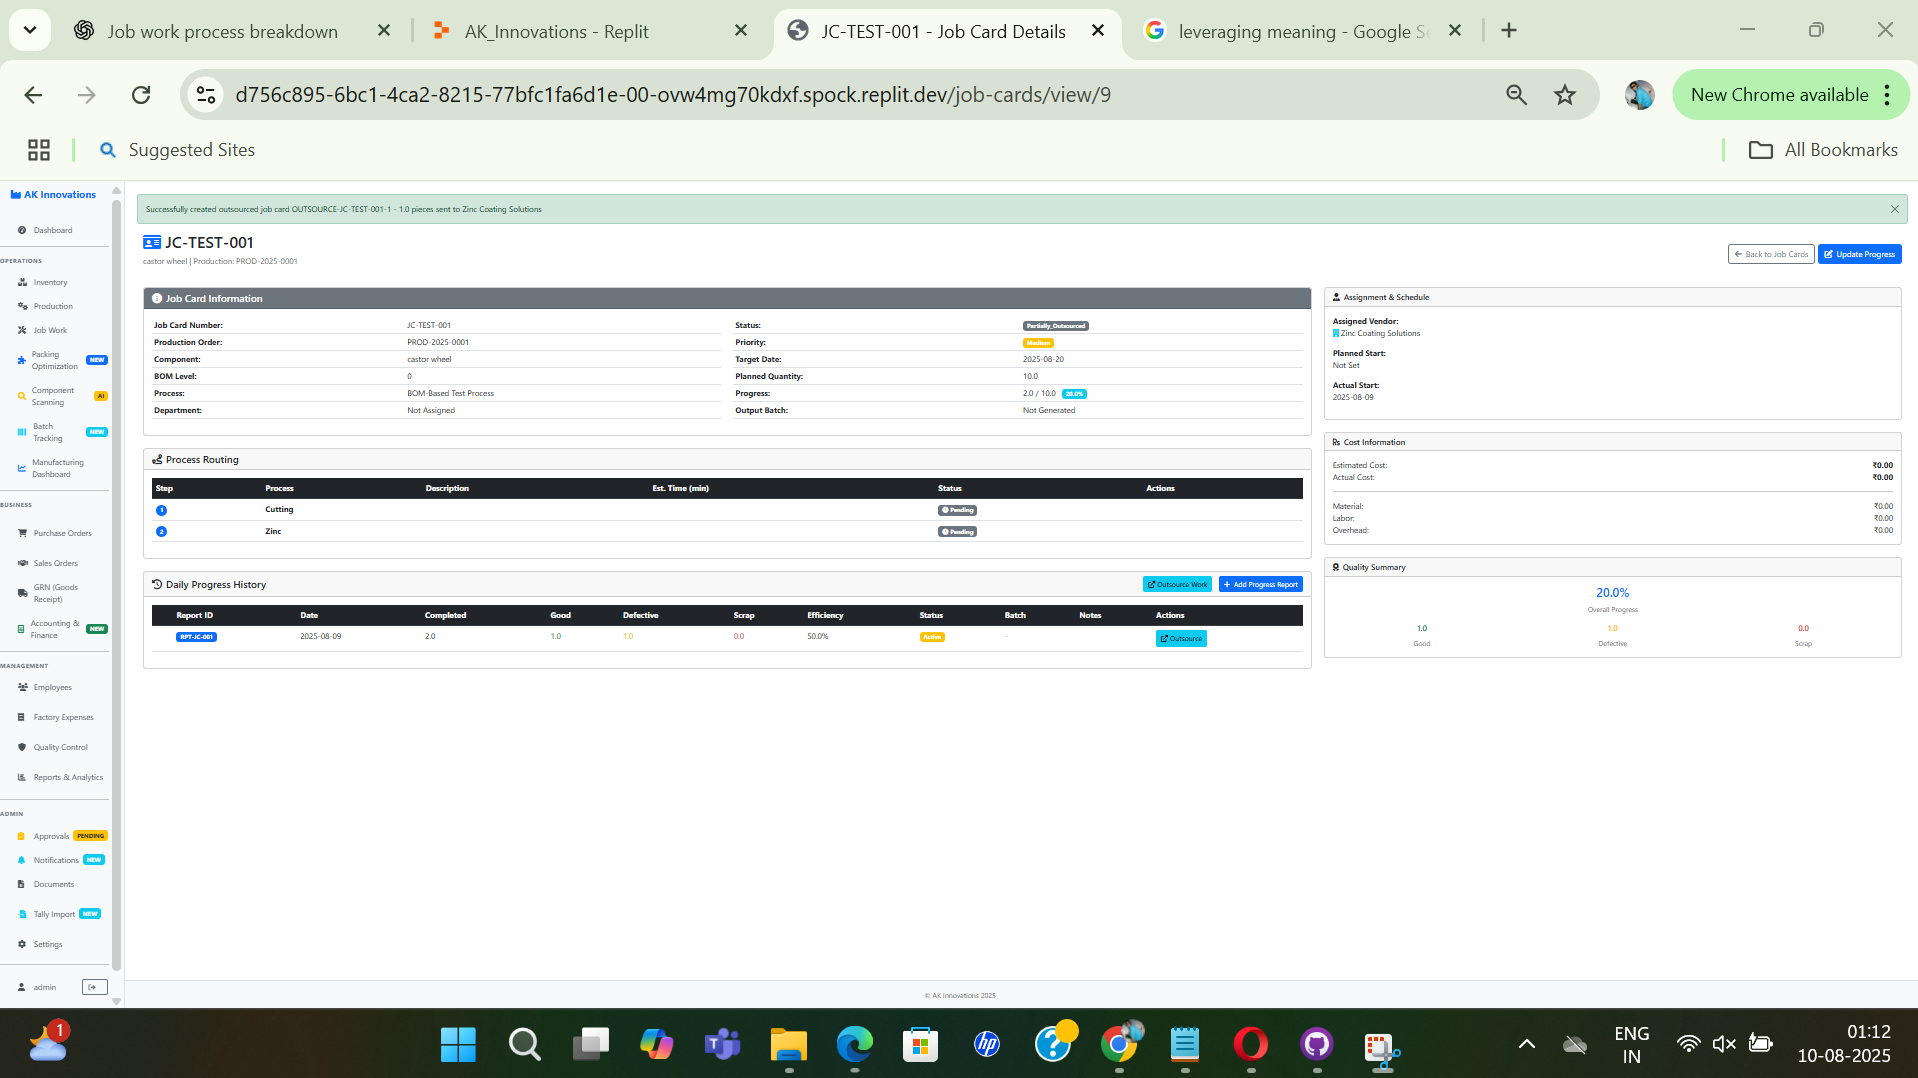 Job work process breakdown
AK_Innovations - Replit
JC-TEST-001 - Job Card Details
leveraging meaning - Google S
d756c895-6bc1-4ca2-8215-77bfc1fa6d1e-00-ovw4mg70kdxf.spock.replit.dev/job-cards/view/9
New Chrome available
Suggested Sites
All Bookmarks
AK Innovations
Dashboard
OPERATIONS
Inventory
Production
Job Work
Packing Optimization NEW
Component Scanning AI
Batch Tracking NEW
Manufacturing Dashboard
BUSINESS
Purchase Orders
Sales Orders
GRN (Goods Receipt)
Accounting & Finance NEW
MANAGEMENT
Employees
Factory Expenses
Quality Control
Reports & Analytics
ADMIN
Approvals PENDING
Notifications NEW
Documents
Tally Import NEW
Settings
admin
Successfully created outsourced job card OUTSOURCE-JC-TEST-001-1 - 1.0 pieces sent to Zinc Coating Solutions
JC-TEST-001
castor wheel | Production: PROD-2025-0001
Back to Job Cards
Update Progress
Job Card Information
Job Card Number: JC-TEST-001
Production Order: PROD-2025-0001
Component: castor wheel
BOM Level: 0
Process: BOM-Based Test Process
Department: Not Assigned
Status: Partially_Outsourced
Priority: Medium
Target Date: 2025-08-20
Planned Quantity: 10.0
Progress: 2.0 / 10.0 20.0%
Output Batch: Not Generated
Process Routing
Step Process Description Est. Time (min) Status Actions
1 Cutting Pending
2 Zinc Pending
Daily Progress History
Outsource Work
Add Progress Report
Report ID Date Completed Good Defective Scrap Efficiency Status Batch Notes Actions
RPT-JC-001 2025-08-09 2.0 1.0 1.0 0.0 50.0% Active - Outsource
Assignment & Schedule
Assigned Vendor:
Zinc Coating Solutions
Planned Start:
Not Set
Actual Start:
2025-08-09
Cost Information
Estimated Cost: ₹0.00
Actual Cost: ₹0.00
Material: ₹0.00
Labor: ₹0.00
Overhead: ₹0.00
Quality Summary
20.0%
Overall Progress
1.0 1.0 0.0
Good Defective Scrap
© AK Innovations 2025
1
ENG
IN
01:12
10-08-2025